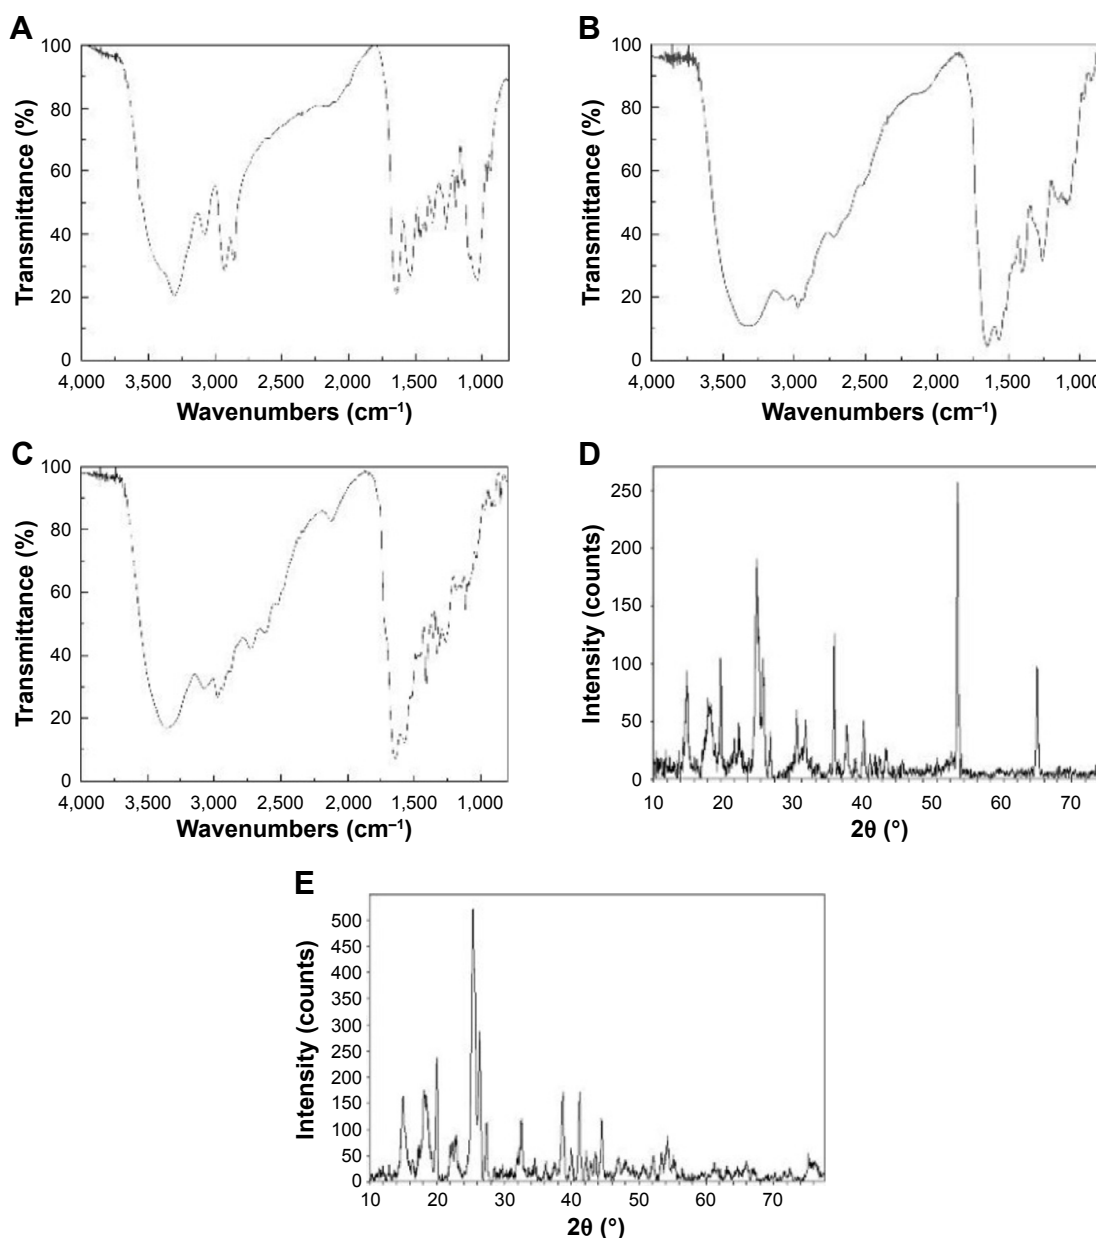 A
100
80
60
40
20
0
Transmittance (%)
4,000 3,500 3,000 2,500 2,000 1,500 1,000
Wavenumbers (cm⁻¹)
B
100
80
60
40
20
0
Transmittance (%)
4,000 3,500 3,000 2,500 2,000 1,500 1,000
Wavenumbers (cm⁻¹)
C
100
80
60
40
20
0
Transmittance (%)
4,000 3,500 3,000 2,500 2,000 1,500 1,000
Wavenumbers (cm⁻¹)
D
250
200
150
100
50
0
Intensity (counts)
10 20 30 40 50 60 70
2θ (°)
E
500
450
400
350
300
250
200
150
100
50
0
Intensity (counts)
10 20 30 40 50 60 70
2θ (°)